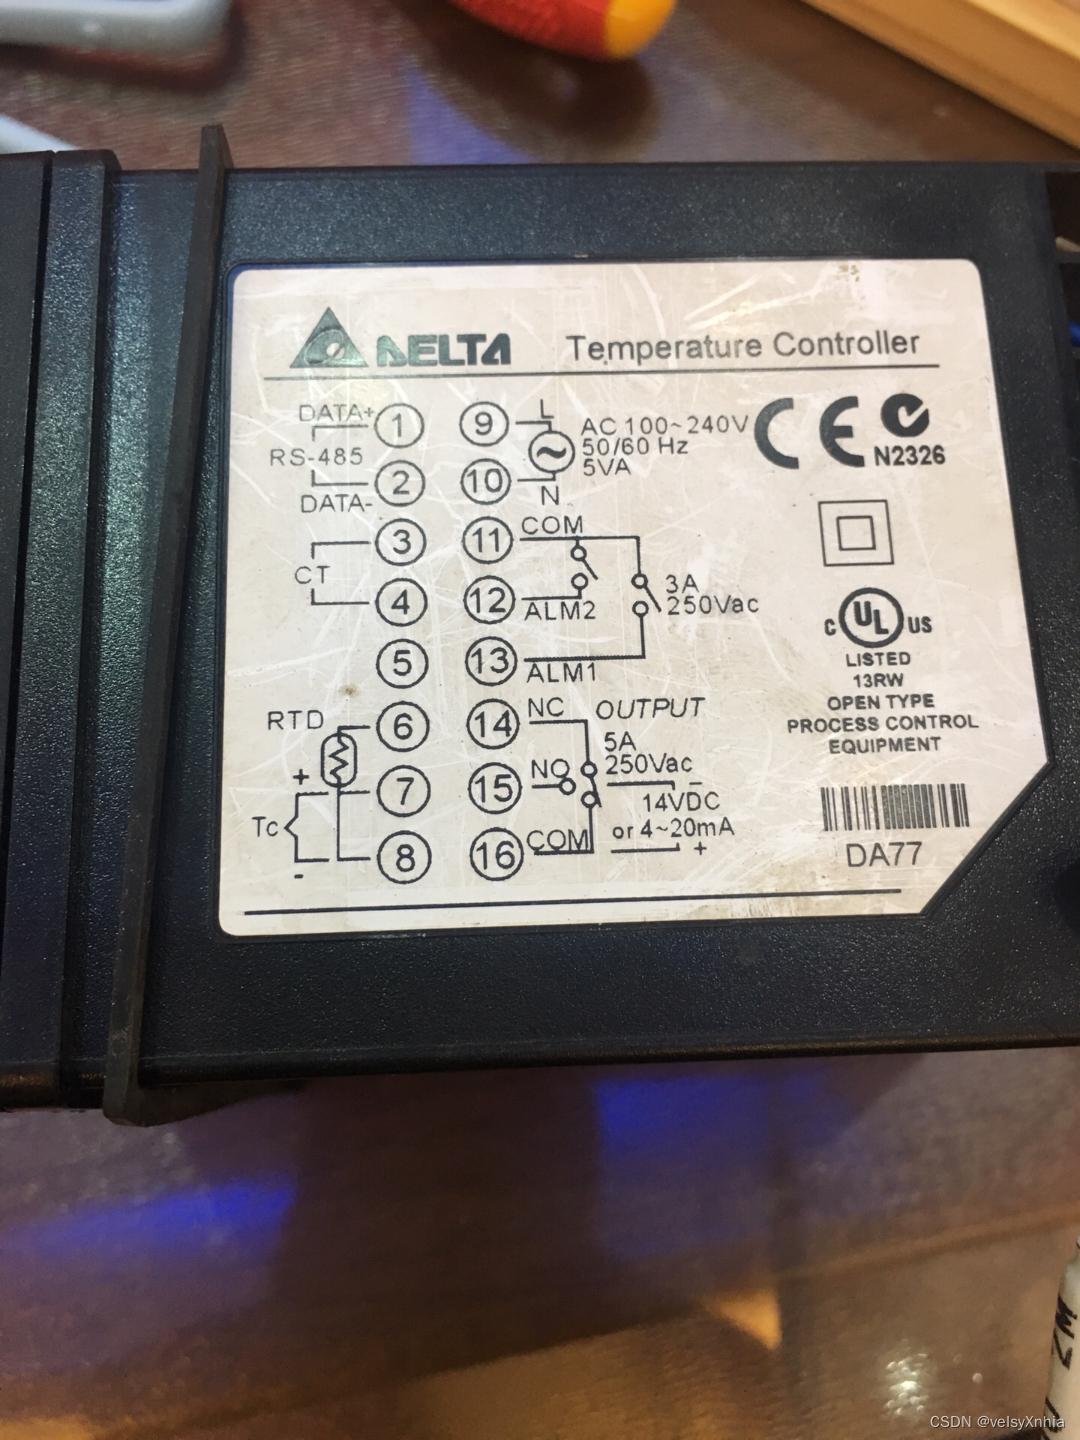 DELTA Temperature Controller
DATA+ 1
RS-485
2
DATA-
3
CT
4
5
RTD 6
+
7
Tc
8
-
9 L
AC 100~240V
50/60 Hz
5VA
10 N
11 COM
12 ALM2
3A
250Vac
13 ALM1
14 NC OUTPUT
5A
250Vac
15 NO
-
14VDC
or 4~20mA
16 COM +
CE
N2326
C UL US
LISTED
13RW
OPEN TYPE
PROCESS CONTROL
EQUIPMENT
DA77
CSDN @velsyXnhia